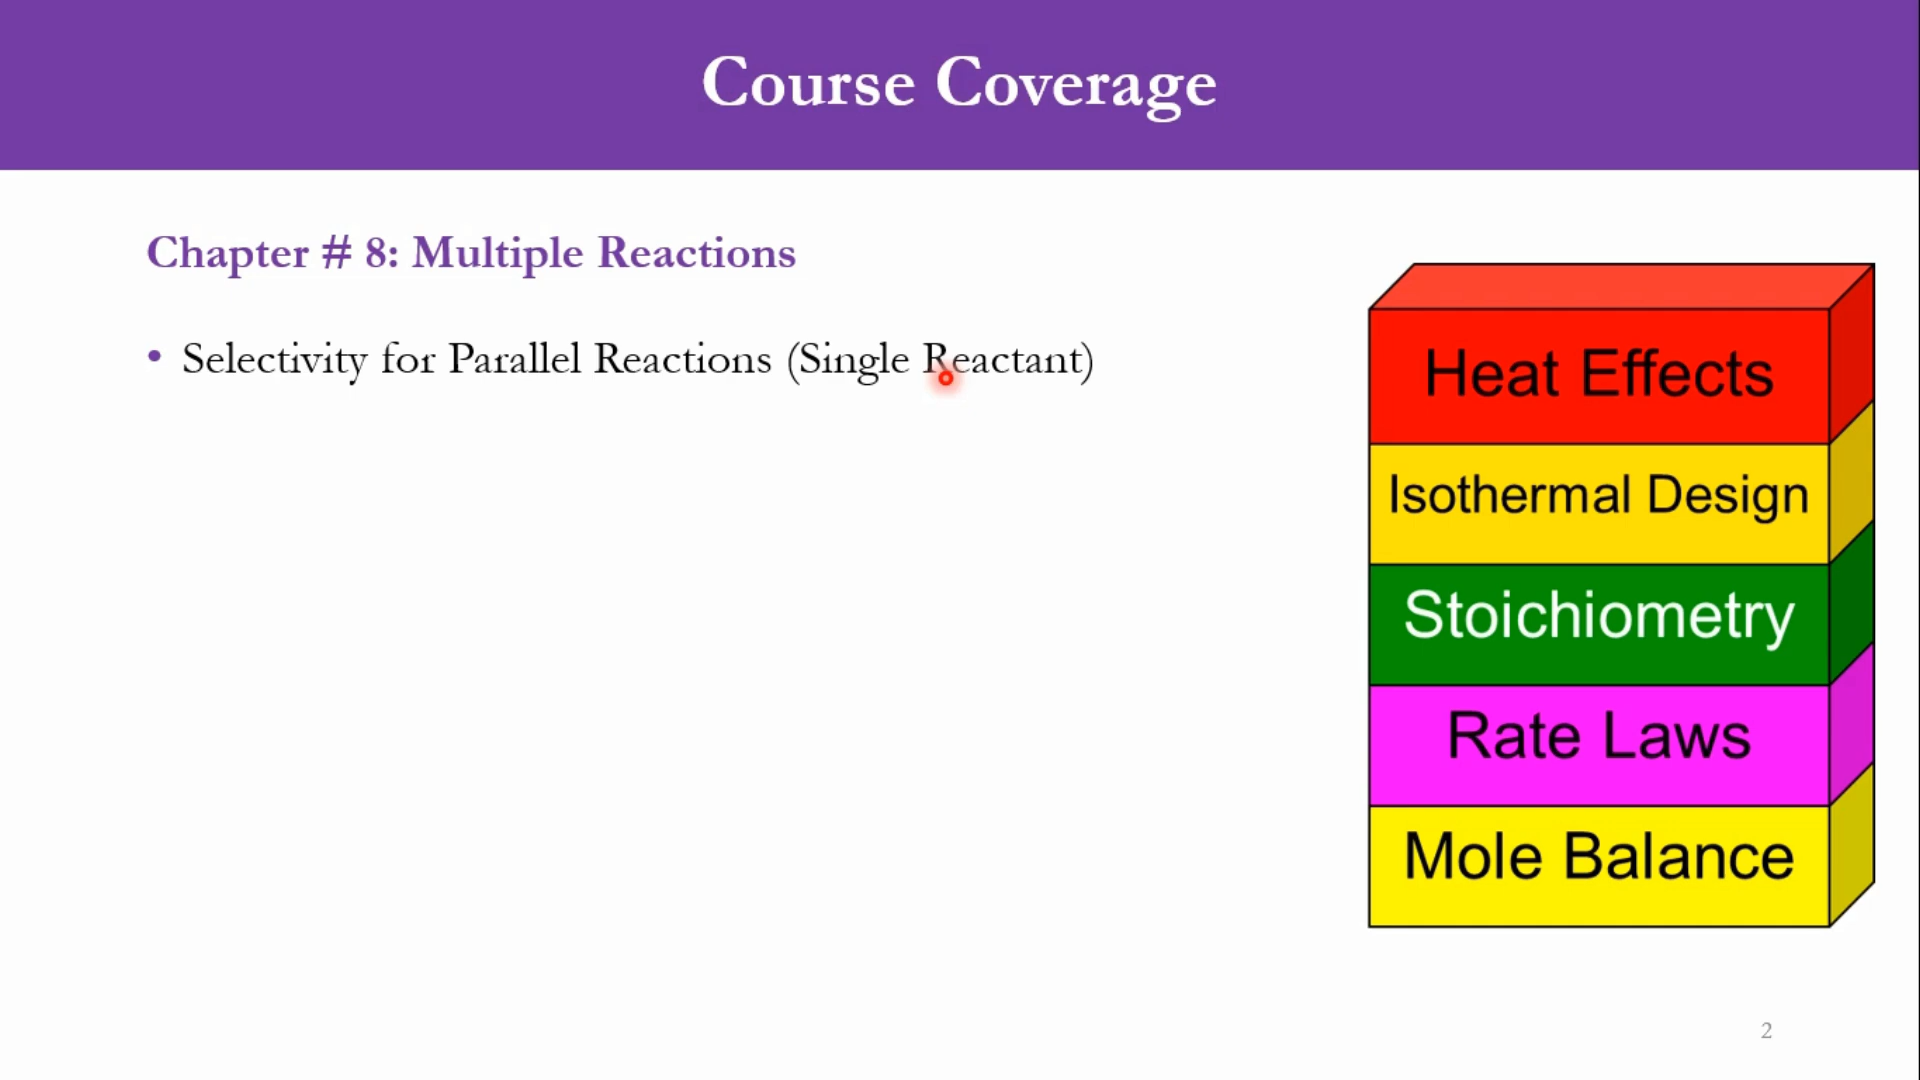 Course Coverage
Chapter # 8: Multiple Reactions
• Selectivity for Parallel Reactions (Single Reactant)
Heat Effects
Isothermal Design
Stoichiometry
Rate Laws
Mole Balance
2